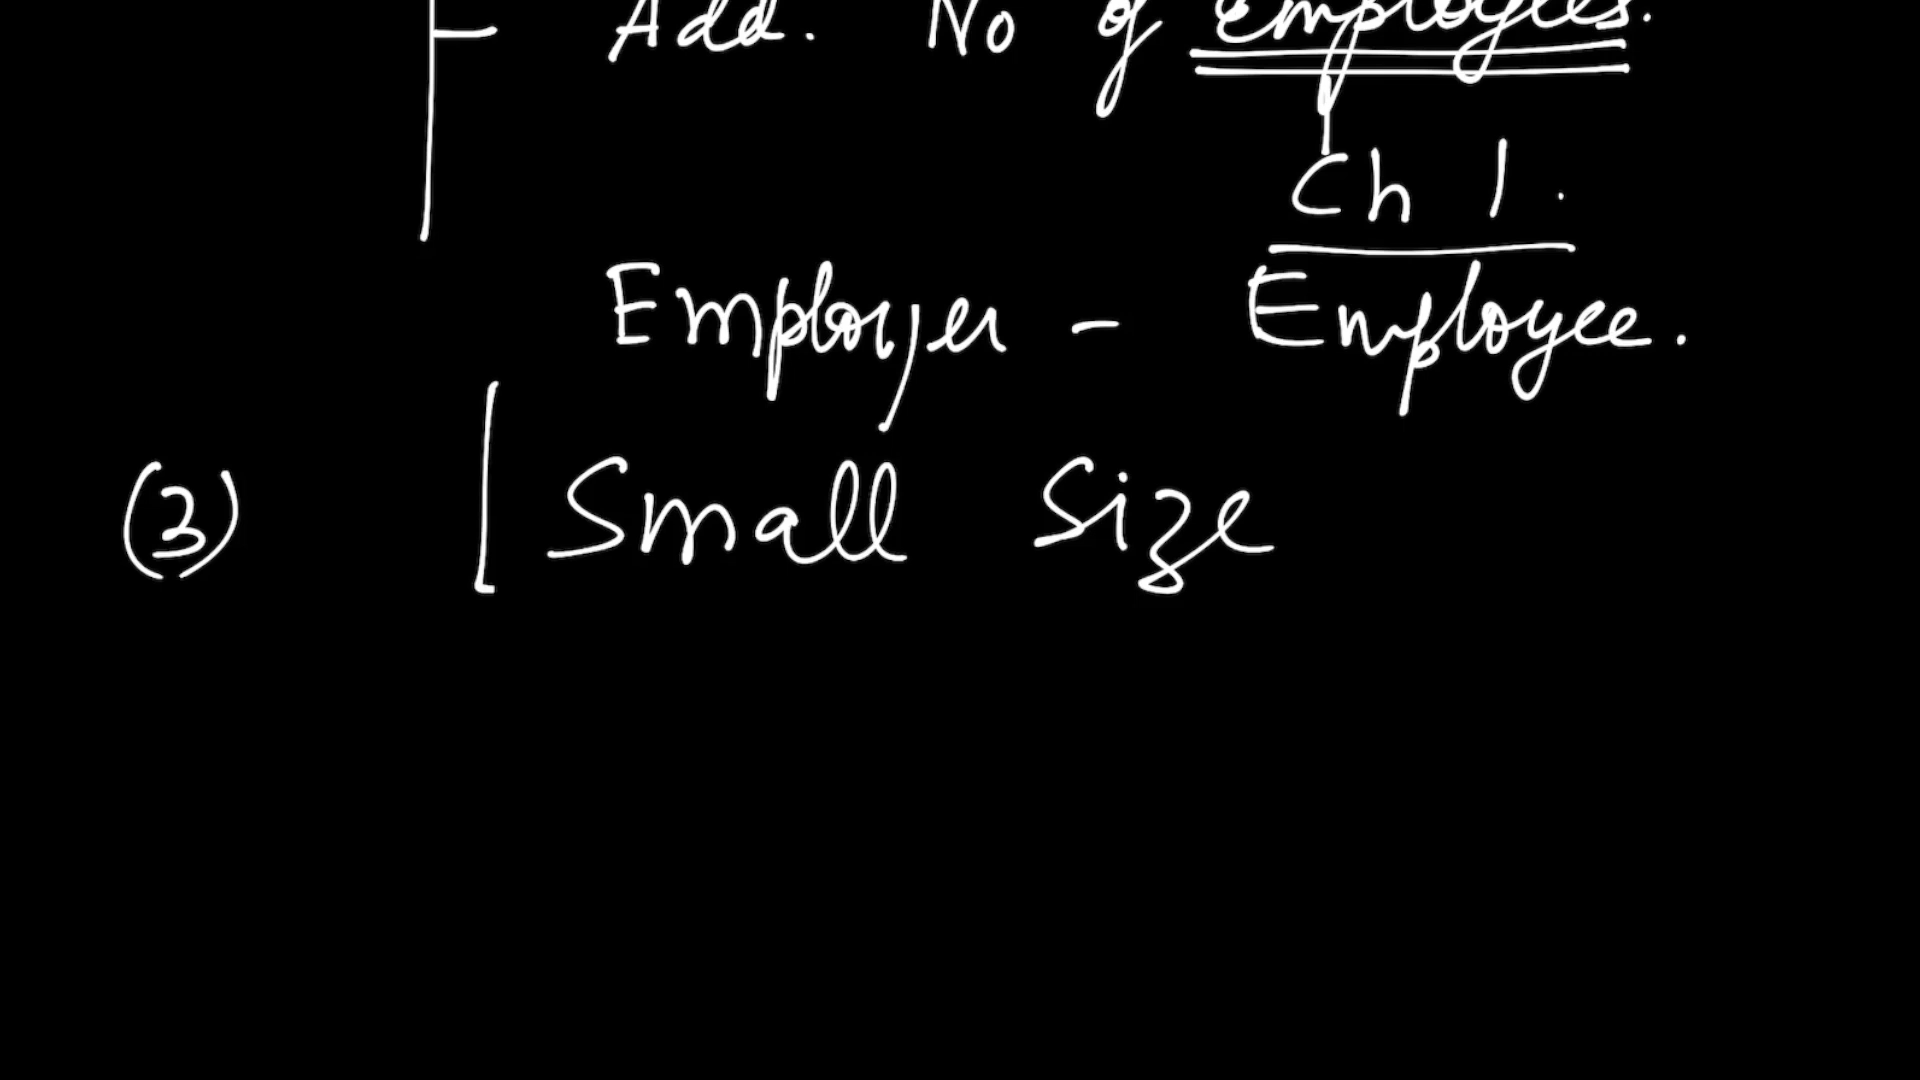 Add. No of employees.
Ch 1.
Employer - Employee.
(3) [ Small Size